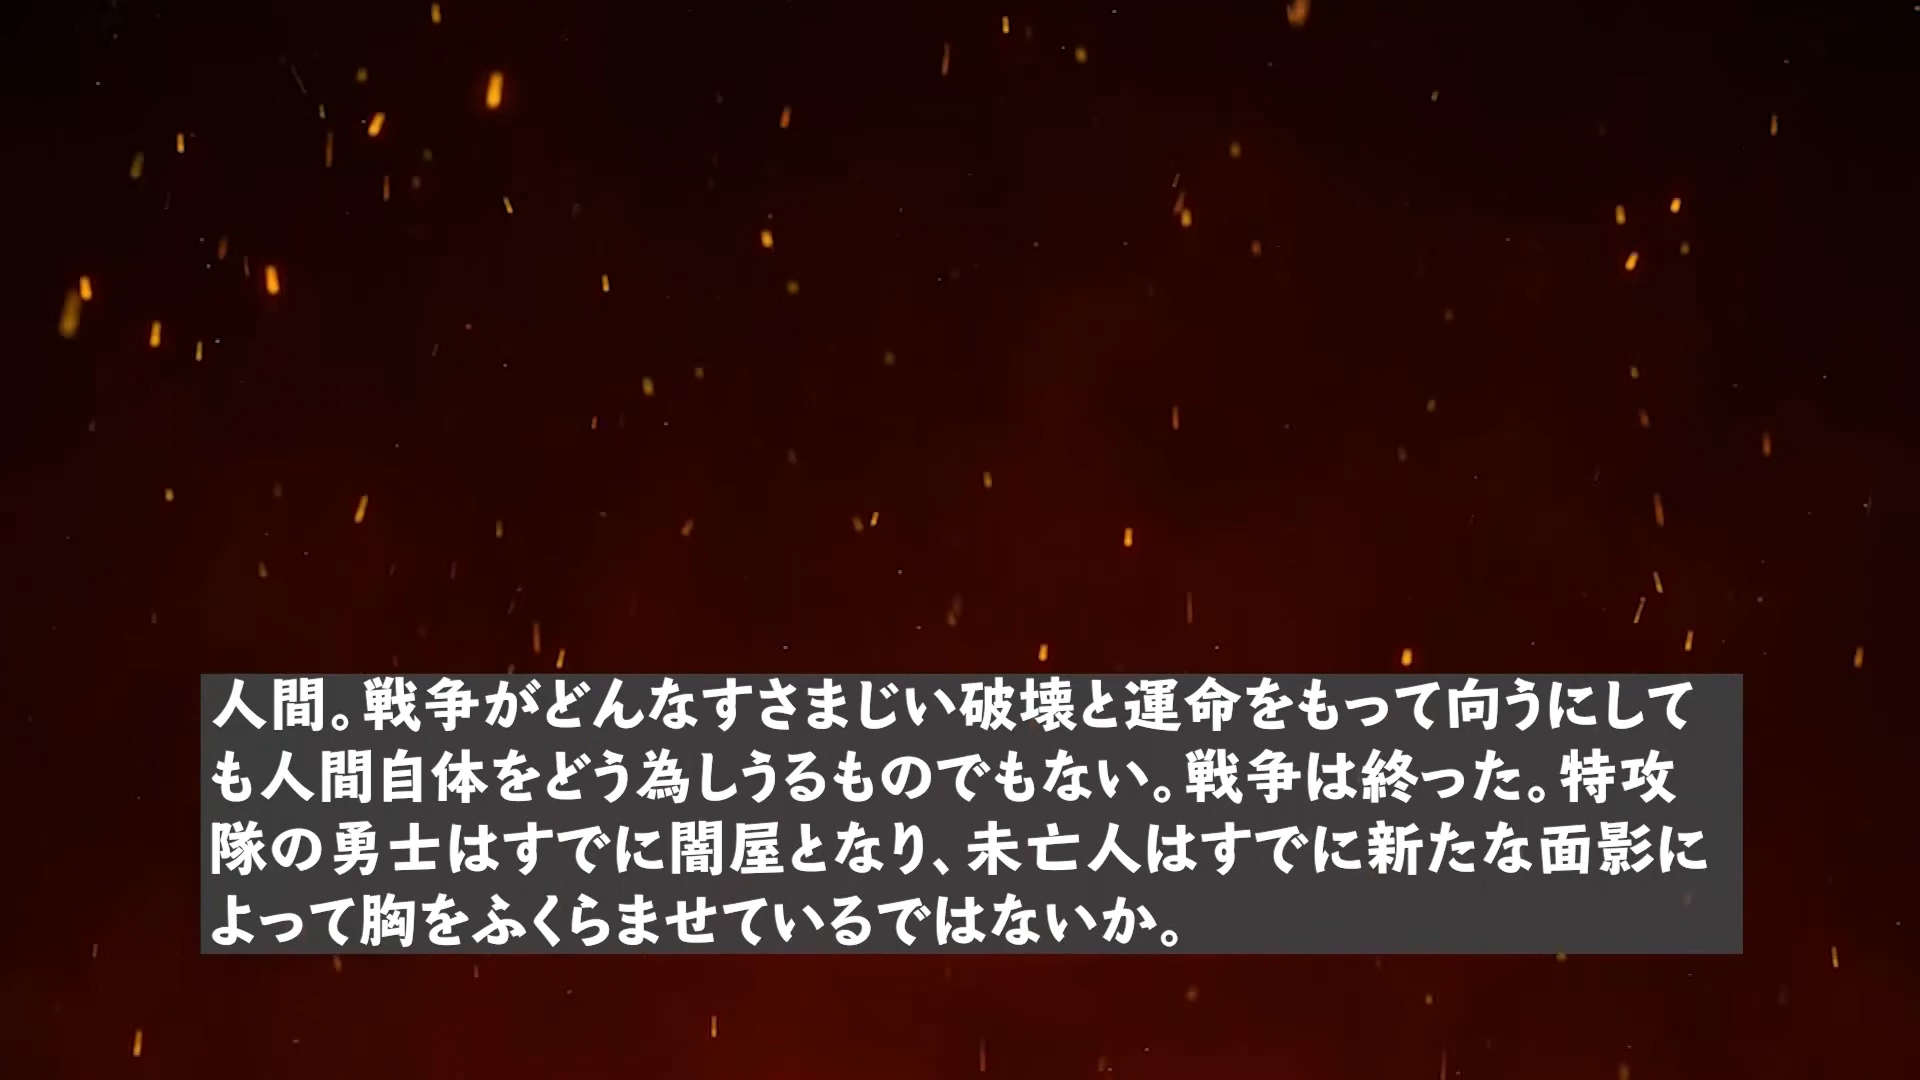 人間。戦争がどんなすさまじい破壊と運命をもって向うにして
も人間自体をどう為しうるものでもない。戦争は終った。特攻
隊の勇士はすでに闇屋となり、未亡人はすでに新たな面影に
よって胸をふくらませているではないか。